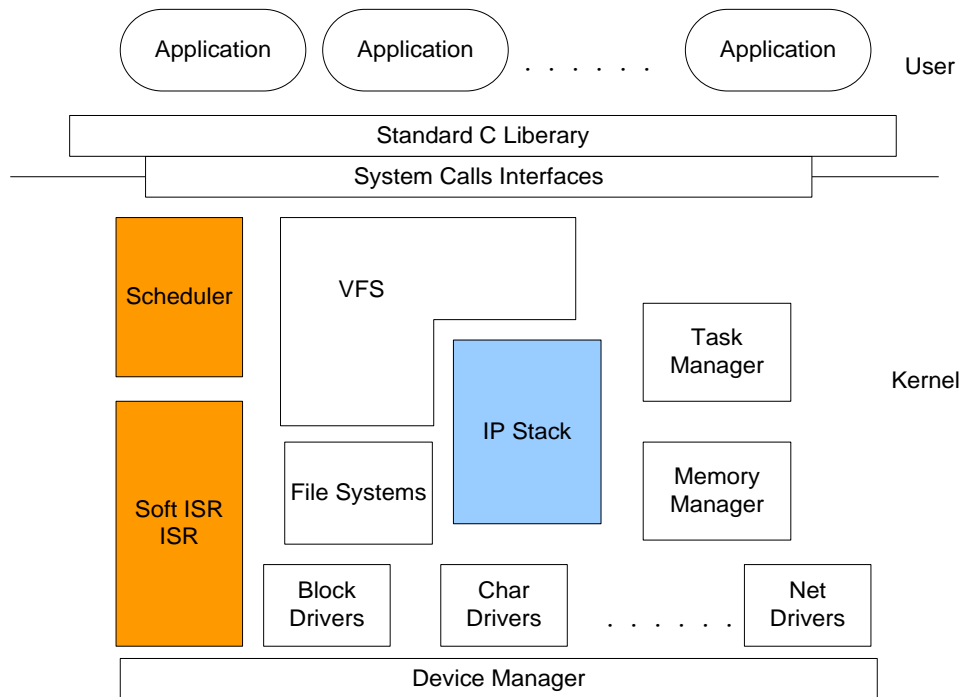 Application
Application
. . . . . .
Application
User
Standard C Liberary
System Calls Interfaces
Scheduler
VFS
Task
Manager
Kernel
IP Stack
Soft ISR
ISR
File Systems
Memory
Manager
Block
Drivers
Char
Drivers
. . . . . .
Net
Drivers
Device Manager